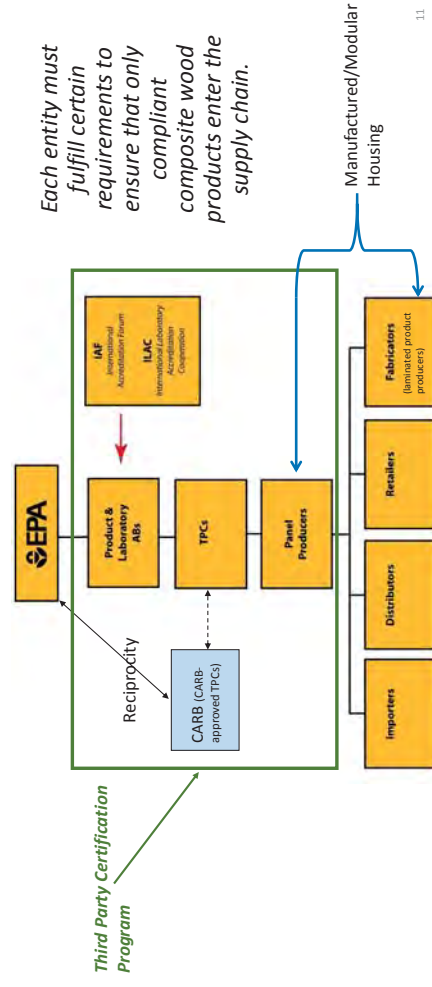 EPA
Reciprocity
Third Party Certification
Program
CARB (CARB-
approved TPCs)
Product &
Laboratory
ABs
IAF
International
Accreditation Forum
ILAC
International Laboratory
Accreditation
Cooperation
TPCs
Panel
Producers
Importers
Distributors
Retailers
Fabricators
(laminated product
producers)
Each entity must
fulfill certain
requirements to
ensure that only
compliant
composite wood
products enter the
supply chain.
Manufactured/Modular
Housing
11